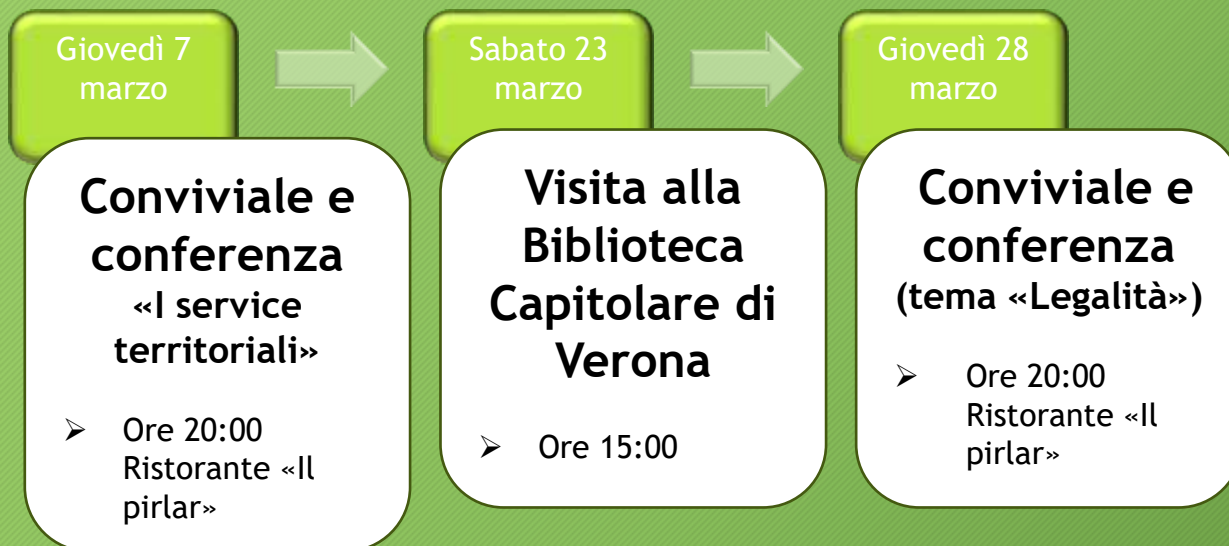 Giovedì 7
marzo
Conviviale e
conferenza
«I service
territoriali»
➢ Ore 20:00
Ristorante «Il
pirlar»
Sabato 23
marzo
Visita alla
Biblioteca
Capitolare di
Verona
➢ Ore 15:00
Giovedì 28
marzo
Conviviale e
conferenza
(tema «Legalità»)
➢ Ore 20:00
Ristorante «Il
pirlar»